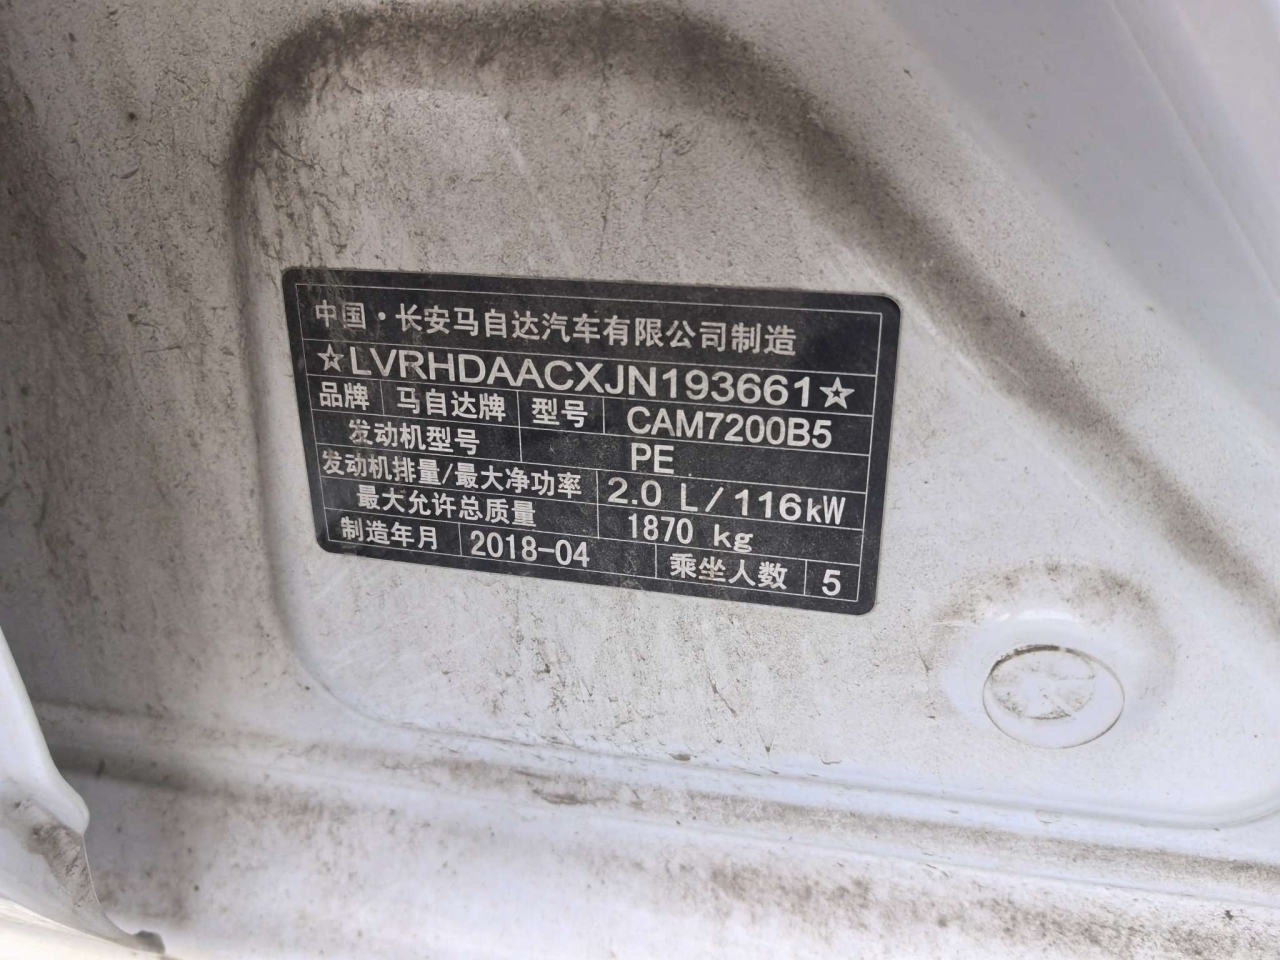 中国·长安马自达汽车有限公司制造
☆LVRHDAACXJN193661☆
品牌 马自达牌 型号 CAM7200B5
发动机型号 PE
发动机排量/最大净功率 2.0 L/116kW
最大允许总质量 1870 kg
制造年月 2018-04 乘坐人数 5